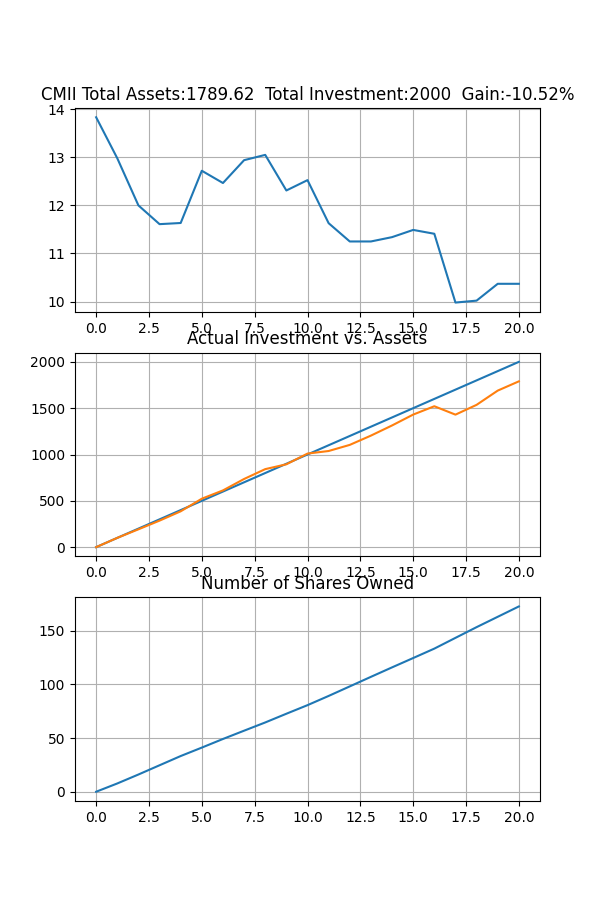 CMII Total Assets:1789.62  Total Investment:2000  Gain:-10.52%
14
13
12
11
10
0.0 2.5 5.0 7.5 10.0 12.5 15.0 17.5 20.0
Actual Investment vs. Assets
2000
1500
1000
500
0
0.0 2.5 5.0 7.5 10.0 12.5 15.0 17.5 20.0
Number of Shares Owned
150
100
50
0
0.0 2.5 5.0 7.5 10.0 12.5 15.0 17.5 20.0